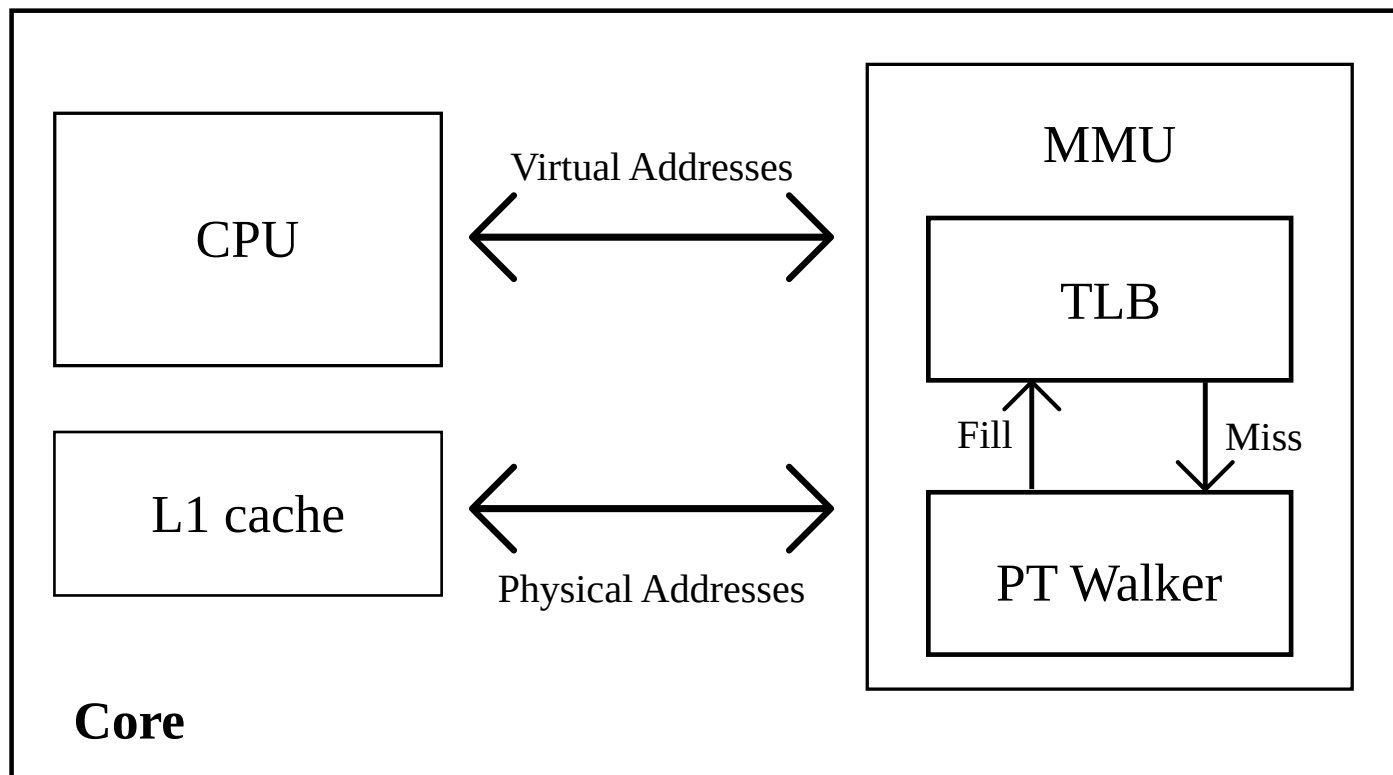 Virtual Addresses
MMU
CPU
TLB
Fill
Miss
L1 cache
Physical Addresses
PT Walker
Core